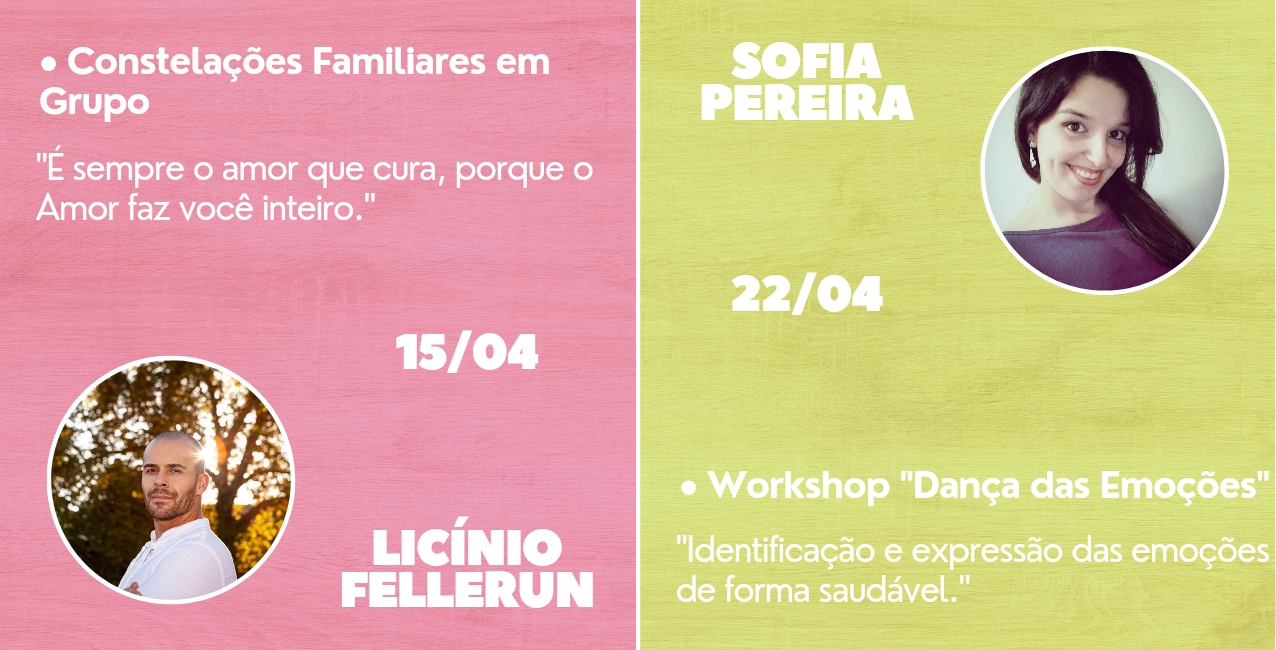 ● Constelações Familiares em
Grupo
"É sempre o amor que cura, porque o
Amor faz você inteiro."
15/04
LICÍNIO
FELLERUN
SOFIA
PEREIRA
22/04
● Workshop "Dança das Emoções"
"Identificação e expressão das emoções
de forma saudável."